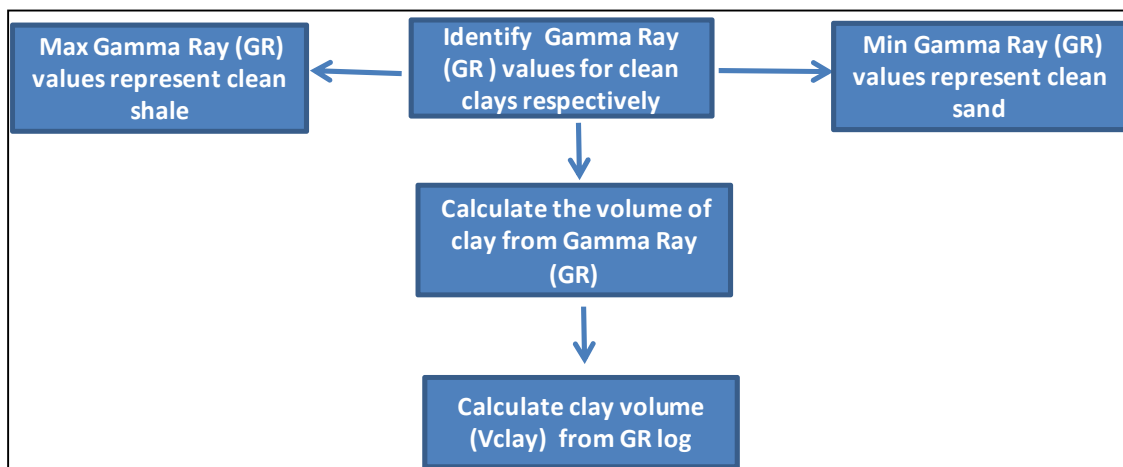 Max Gamma Ray (GR)
values represent clean
shale
Identify Gamma Ray
(GR ) values for clean
clays respectively
Min Gamma Ray (GR)
values represent clean
sand
Calculate the volume of
clay from Gamma Ray
(GR)
Calculate clay volume
(Vclay) from GR log